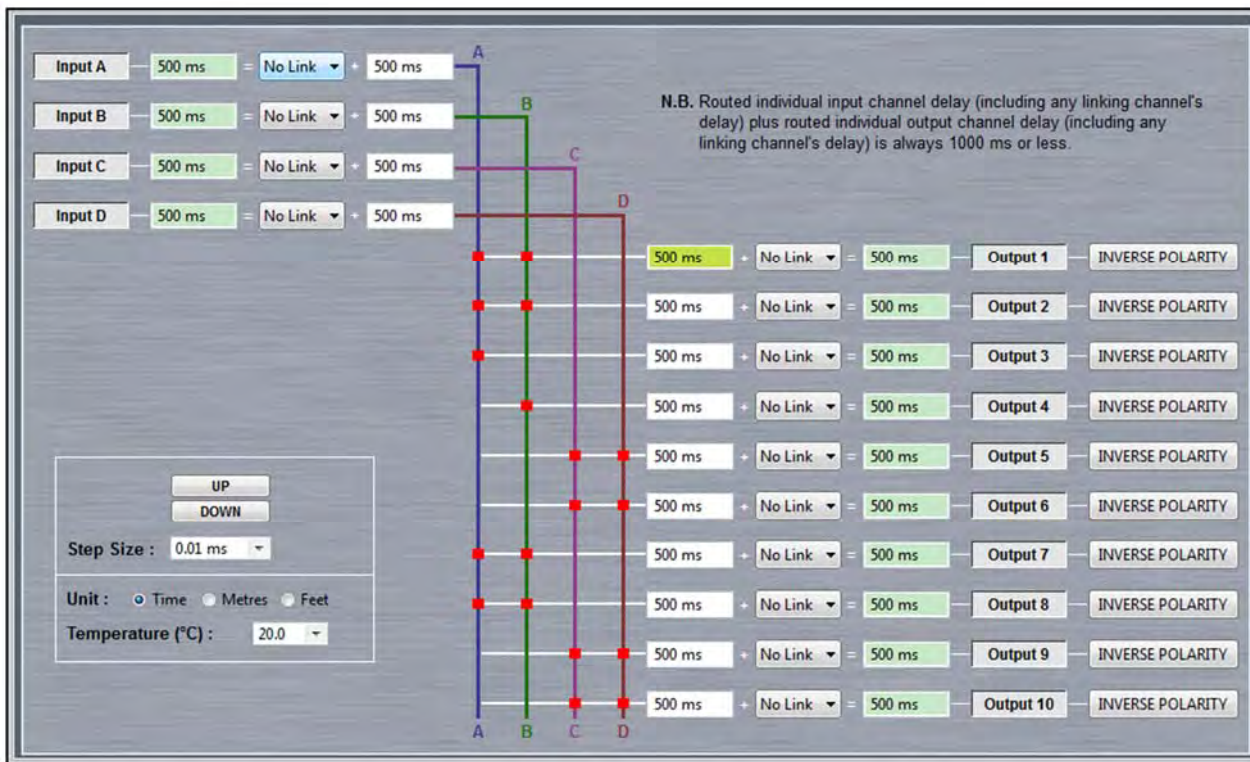 A
Input A 500 ms = No Link + 500 ms
B
Input B 500 ms = No Link + 500 ms
N.B. Routed individual input channel delay (including any linking channel's
delay) plus routed individual output channel delay (including any
linking channel's delay) is always 1000 ms or less.
C
Input C 500 ms = No Link + 500 ms
D
Input D 500 ms = No Link + 500 ms
500 ms + No Link = 500 ms Output 1 INVERSE POLARITY
500 ms + No Link = 500 ms Output 2 INVERSE POLARITY
500 ms + No Link = 500 ms Output 3 INVERSE POLARITY
500 ms + No Link = 500 ms Output 4 INVERSE POLARITY
500 ms + No Link = 500 ms Output 5 INVERSE POLARITY
500 ms + No Link = 500 ms Output 6 INVERSE POLARITY
500 ms + No Link = 500 ms Output 7 INVERSE POLARITY
500 ms + No Link = 500 ms Output 8 INVERSE POLARITY
500 ms + No Link = 500 ms Output 9 INVERSE POLARITY
500 ms + No Link = 500 ms Output 10 INVERSE POLARITY
UP
DOWN
Step Size : 0.01 ms
Unit : Time Metres Feet
Temperature (°C) : 20.0
A B C D